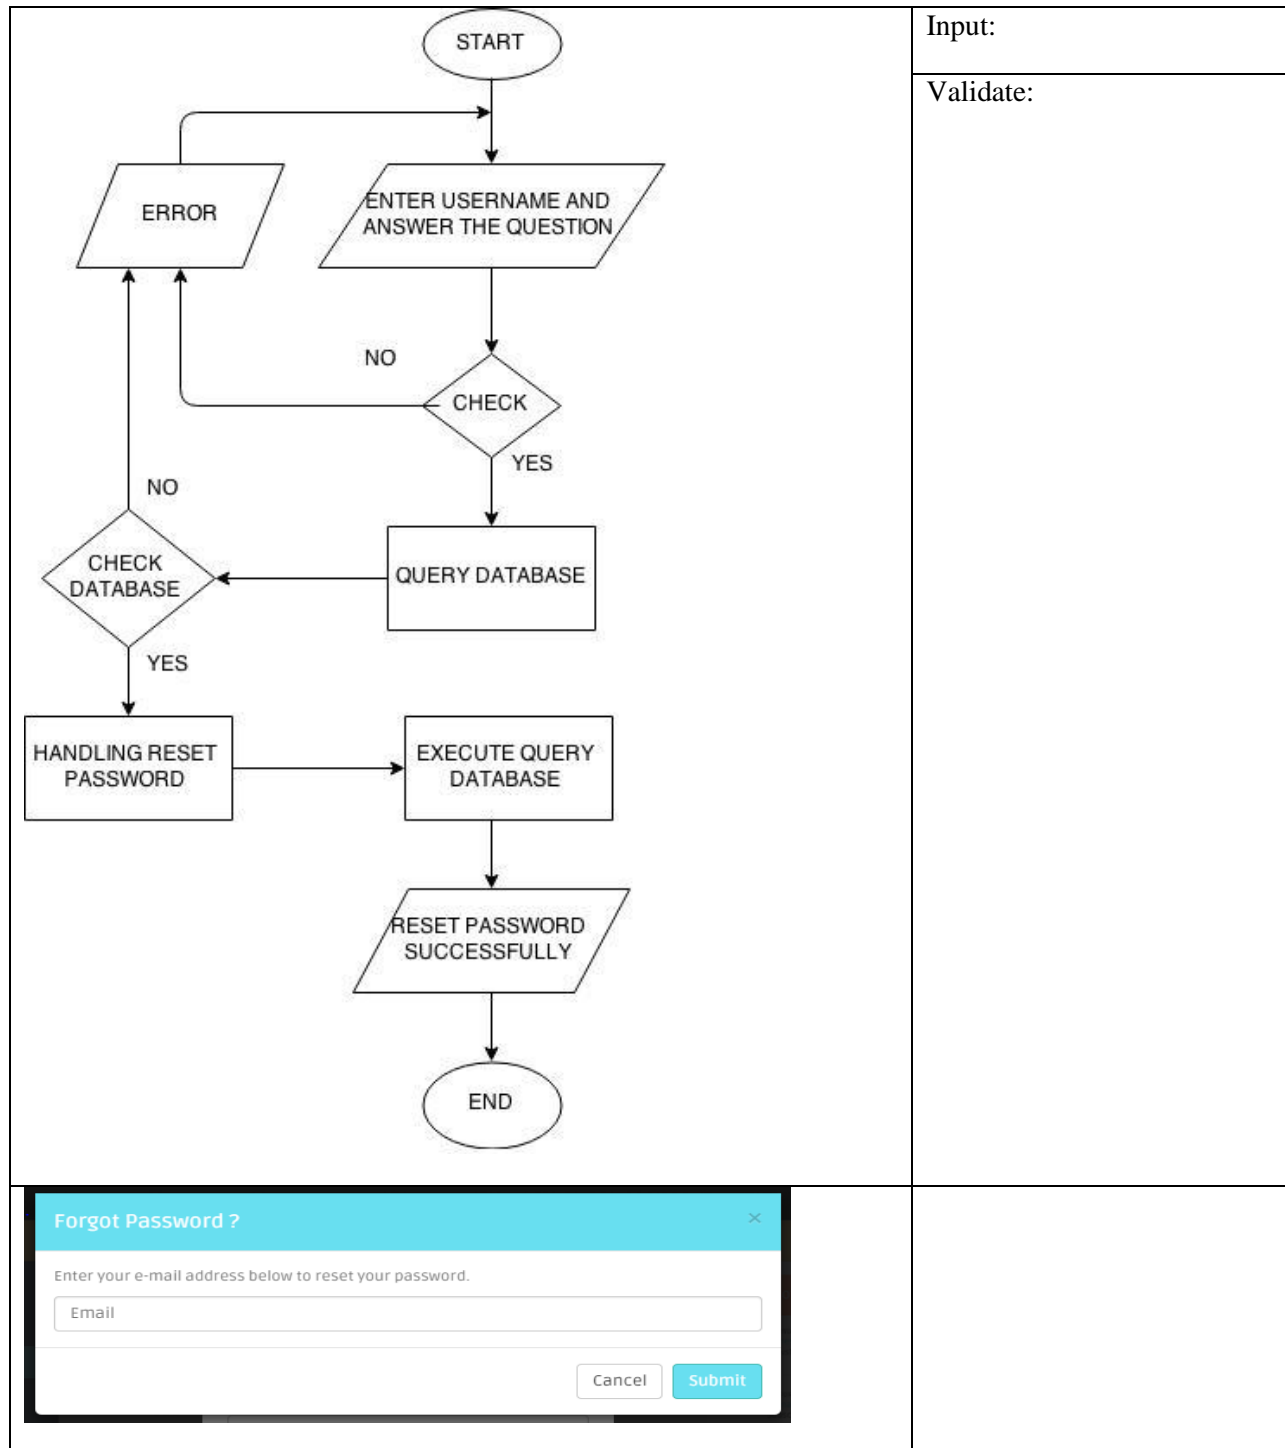 START
Input:
Validate:
ERROR
ENTER USERNAME AND
ANSWER THE QUESTION
NO
CHECK
YES
NO
CHECK
DATABASE
QUERY DATABASE
YES
HANDLING RESET
PASSWORD
EXECUTE QUERY
DATABASE
RESET PASSWORD
SUCCESSFULLY
END
Forgot Password ?
×
Enter your e-mail address below to reset your password.
Email
Cancel
Submit